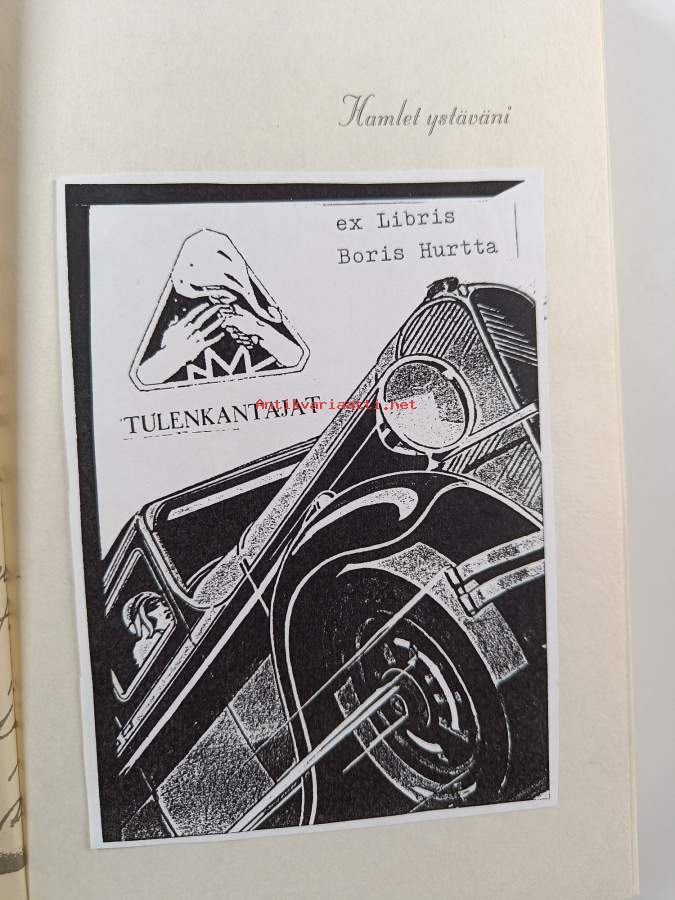 Hamlet ystäväni
ex Libris
Boris Hurtta
TULENKANTAJAT
Antikvariaatti.net